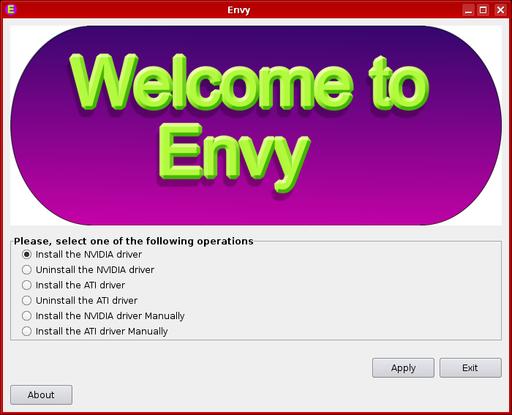 Envy
Welcome to
Envy
Please, select one of the following operations
Install the NVIDIA driver
Uninstall the NVIDIA driver
Install the ATI driver
Uninstall the ATI driver
Install the NVIDIA driver Manually
Install the ATI driver Manually
Apply Exit
About